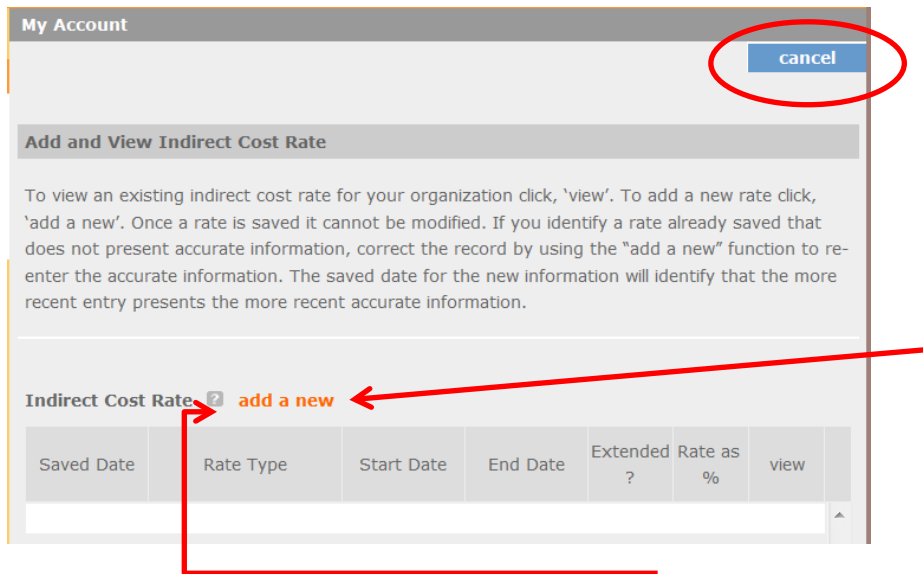 My Account
cancel
Add and View Indirect Cost Rate
To view an existing indirect cost rate for your organization click, ‘view’. To add a new rate click,
‘add a new’. Once a rate is saved it cannot be modified. If you identify a rate already saved that
does not present accurate information, correct the record by using the “add a new” function to re-
enter the accurate information. The saved date for the new information will identify that the more
recent entry presents the more recent accurate information.
Indirect Cost Rate ? add a new
Saved Date Rate Type Start Date End Date Extended ? Rate as % view